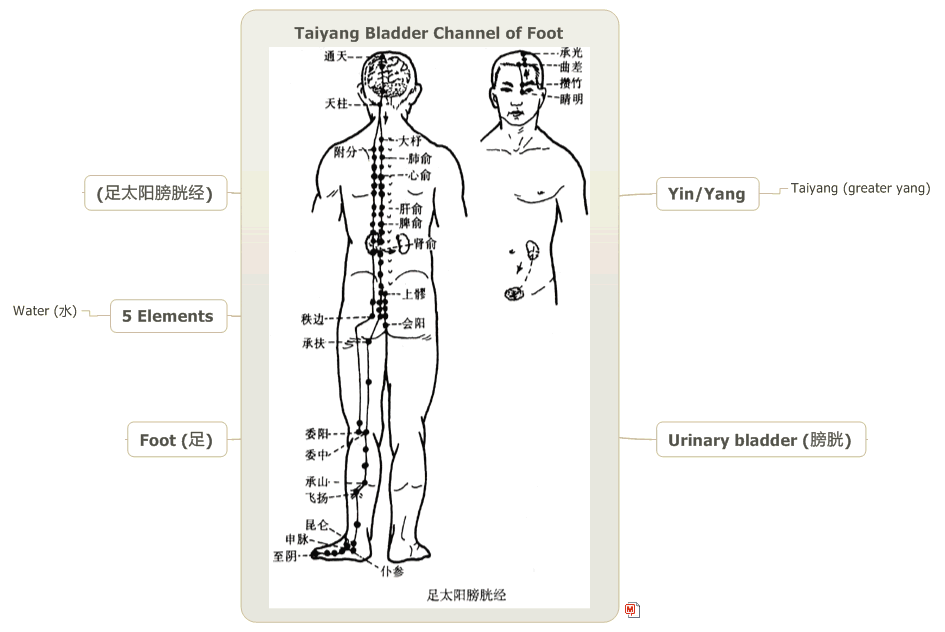 Taiyang Bladder Channel of Foot
通天
承光
曲差
攒竹
睛明
天柱
大杼
附分
肺俞
心俞
肝俞
脾俞
肾俞
上髎
秩边
会阳
承扶
委阳
委中
承山
飞扬
昆仑
申脉
至阴
仆参
足太阳膀胱经
(足太阳膀胱经)
5 Elements
Water (水)
Foot (足)
Yin/Yang
Taiyang (greater yang)
Urinary bladder (膀胱)